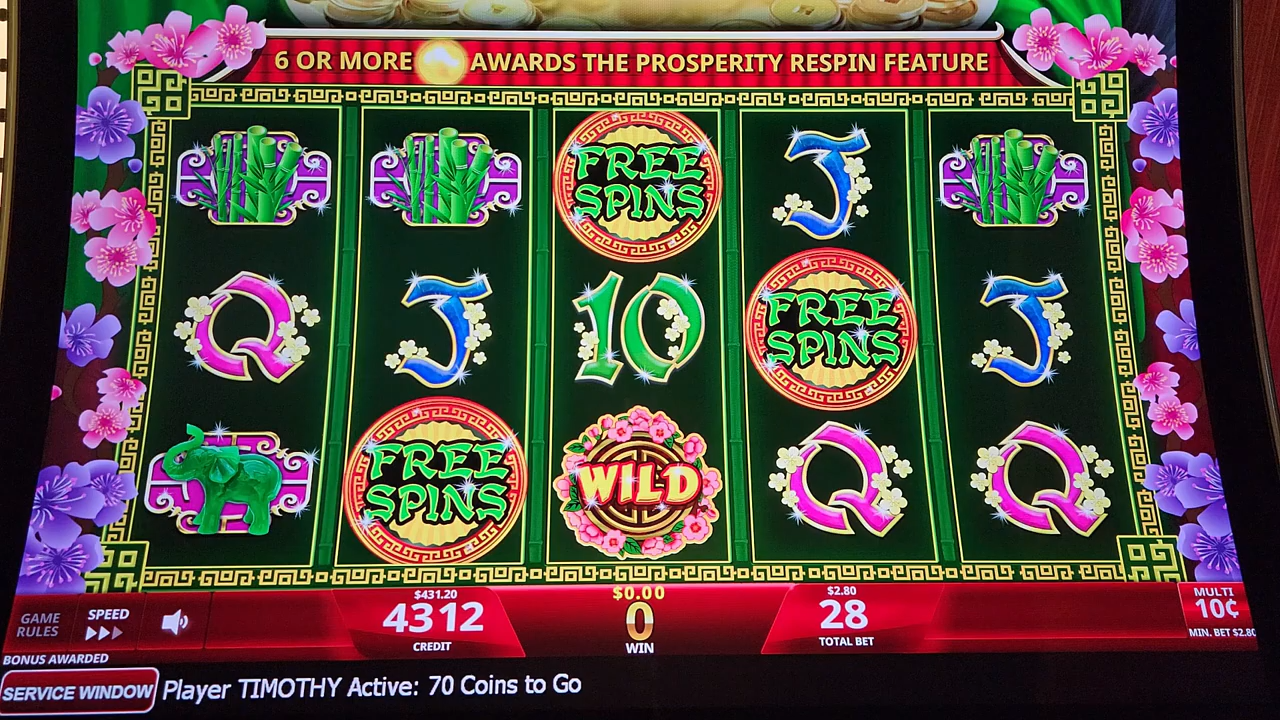 6 OR MORE AWARDS THE PROSPERITY RESPIN FEATURE
FREE
SPINS
J
Q
J
10
FREE
SPINS
J
FREE
SPINS
WILD
Q
Q
GAME
RULES
SPEED
$431.20
4312
CREDIT
$0.00
0
WIN
$2.80
28
TOTAL BET
MULTI
10¢
MIN. BET $2.80
BONUS AWARDED
SERVICE WINDOW
Player TIMOTHY Active: 70 Coins to Go